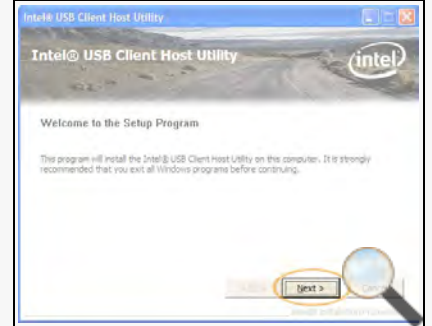 Intel® USB Client Host Utility
Intel® USB Client Host Utility
intel
Welcome to the Setup Program
This program will install the Intel® USB Client Host Utility on this computer. It is strongly
recommended that you exit all Windows programs before continuing.
Next >